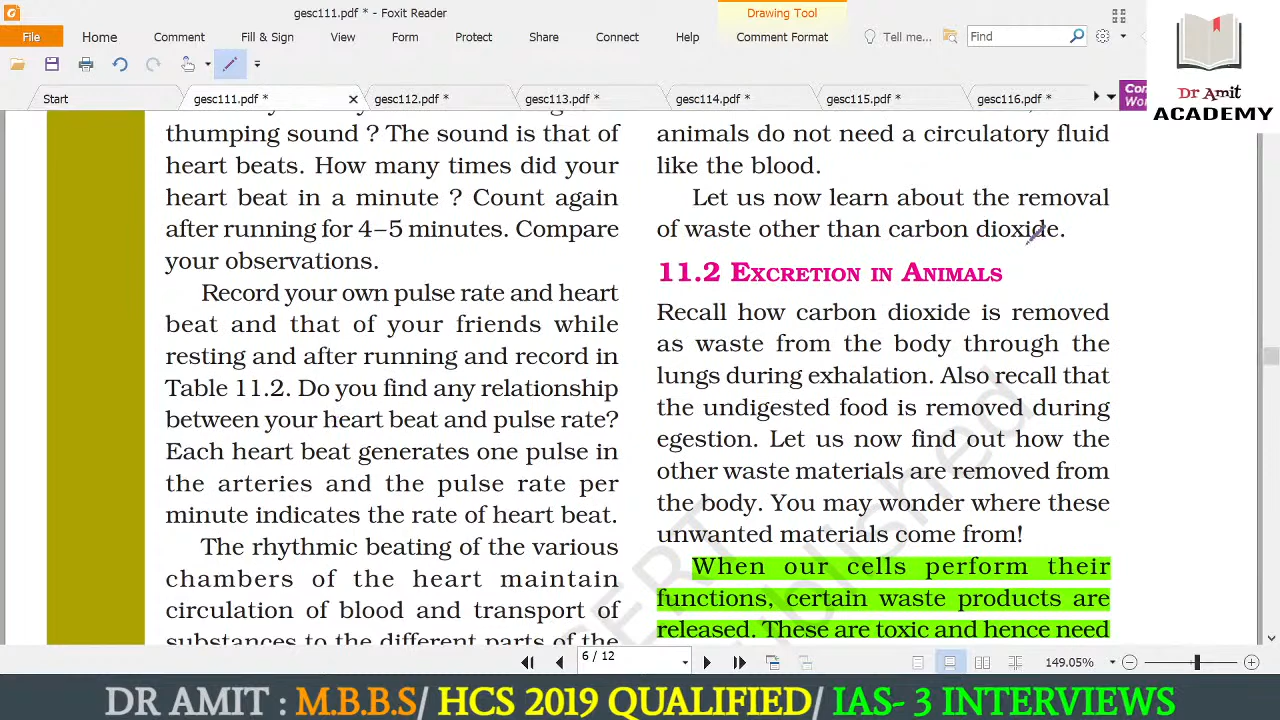 gesc111.pdf * - Foxit Reader
Drawing Tool
File Home Comment Fill & Sign View Form Protect Share Connect Help Comment Format Tell me... Find
Start gesc111.pdf * gesc112.pdf * gesc113.pdf * gesc114.pdf * gesc115.pdf * gesc116.pdf *
Dr Amit
ACADEMY
thumping sound ? The sound is that of
heart beats. How many times did your
heart beat in a minute ? Count again
after running for 4–5 minutes. Compare
your observations.
Record your own pulse rate and heart
beat and that of your friends while
resting and after running and record in
Table 11.2. Do you find any relationship
between your heart beat and pulse rate?
Each heart beat generates one pulse in
the arteries and the pulse rate per
minute indicates the rate of heart beat.
The rhythmic beating of the various
chambers of the heart maintain
circulation of blood and transport of
substances to the different parts of the
animals do not need a circulatory fluid
like the blood.
Let us now learn about the removal
of waste other than carbon dioxide.
11.2 EXCRETION IN ANIMALS
Recall how carbon dioxide is removed
as waste from the body through the
lungs during exhalation. Also recall that
the undigested food is removed during
egestion. Let us now find out how the
other waste materials are removed from
the body. You may wonder where these
unwanted materials come from!
When our cells perform their
functions, certain waste products are
released. These are toxic and hence need
6 / 12
149.05%
DR AMIT : M.B.B.S/ HCS 2019 QUALIFIED/ IAS- 3 INTERVIEWS